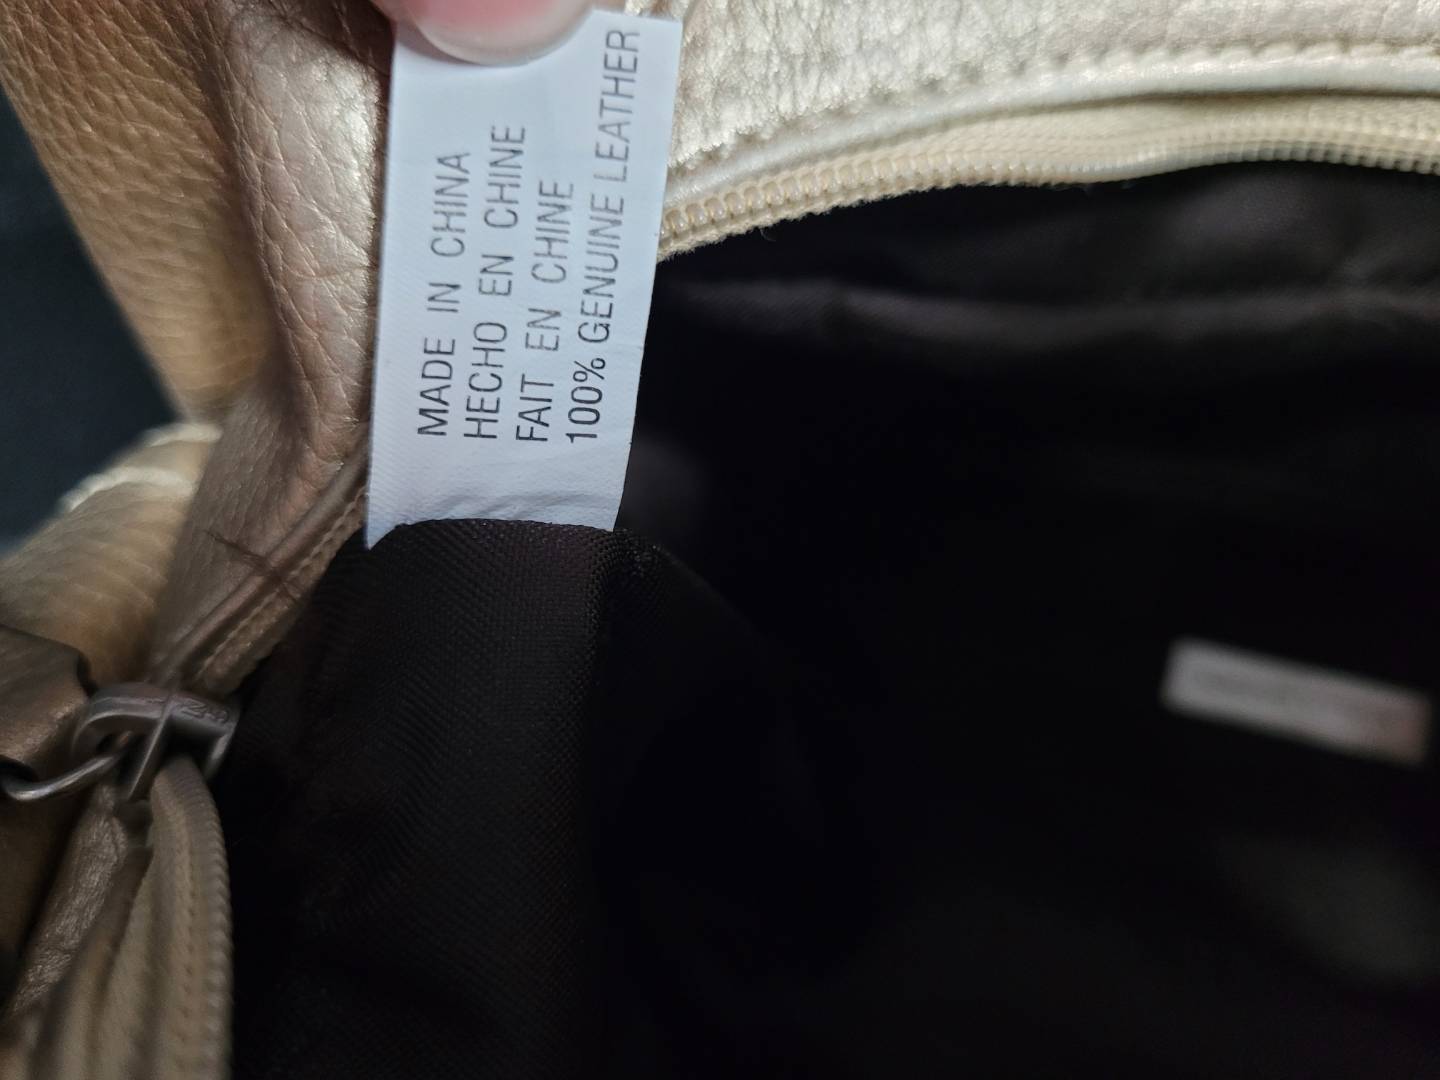 MADE IN CHINA
HECHO EN CHINE
FAIT EN CHINE
100% GENUINE LEATHER